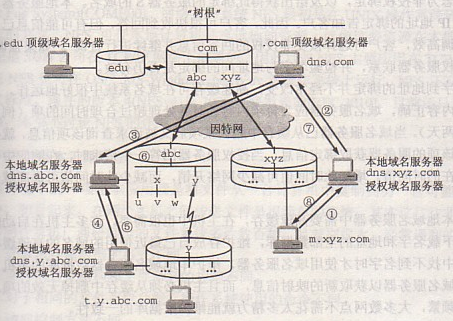 “树根”
.edu 顶级域名服务器
.com 顶级域名服务器
com
edu
abc
xyz
dns.com
③
②
因特网
⑦
本地域名服务器
dns.abc.com
授权域名服务器
⑥
abc
x
y
u
v
w
xyz
...
...
本地域名服务器
dns.xyz.com
授权域名服务器
⑧
①
④
⑤
m.xyz.com
本地域名服务器
dns.y.abc.com
授权域名服务器
y
...
t.y.abc.com